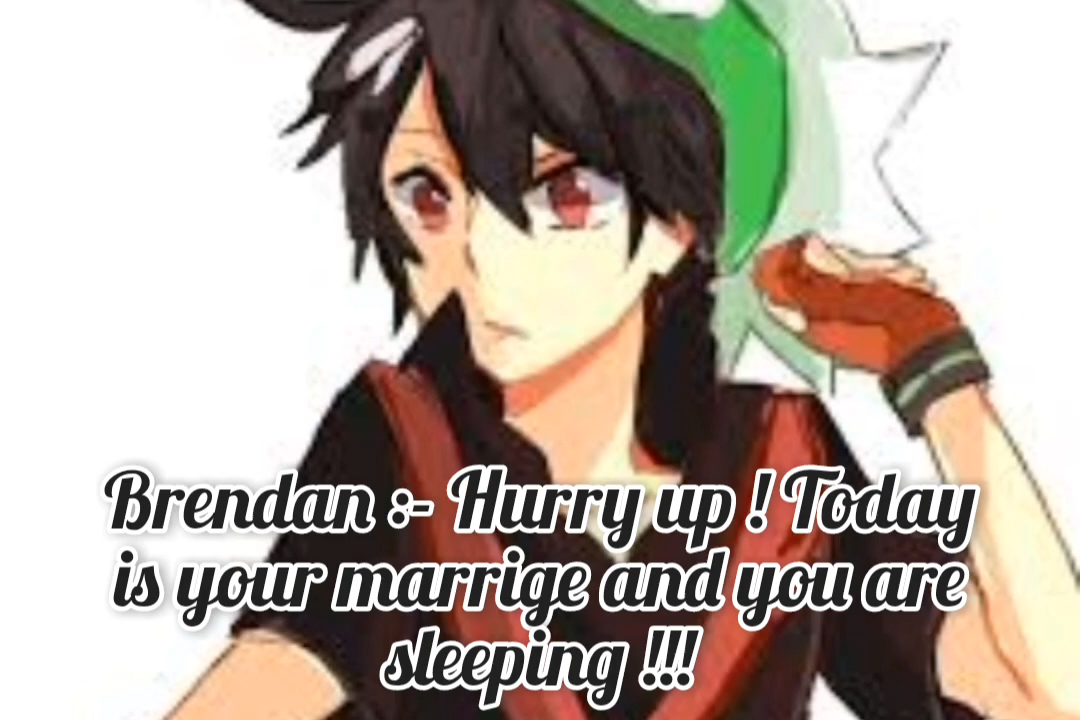 Brendan :- Hurry up ! Today
is your marrige and you are
sleeping !!!